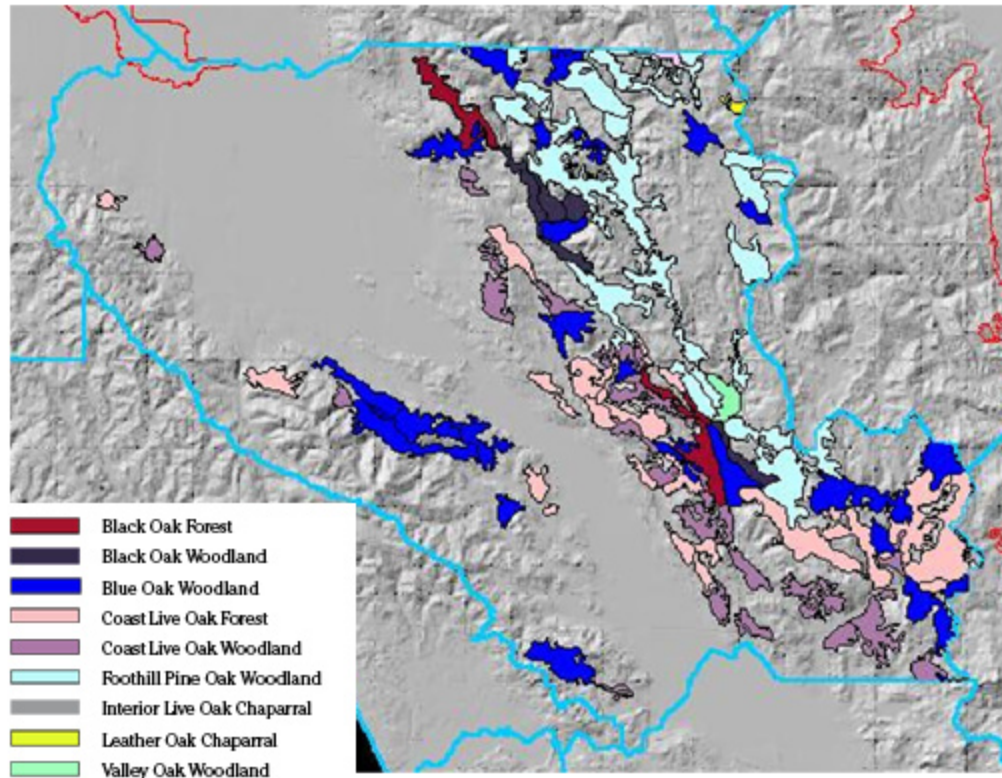 Black Oak Forest
Black Oak Woodland
Blue Oak Woodland
Coast Live Oak Forest
Coast Live Oak Woodland
Foothill Pine Oak Woodland
Interior Live Oak Chaparral
Leather Oak Chaparral
Valley Oak Woodland